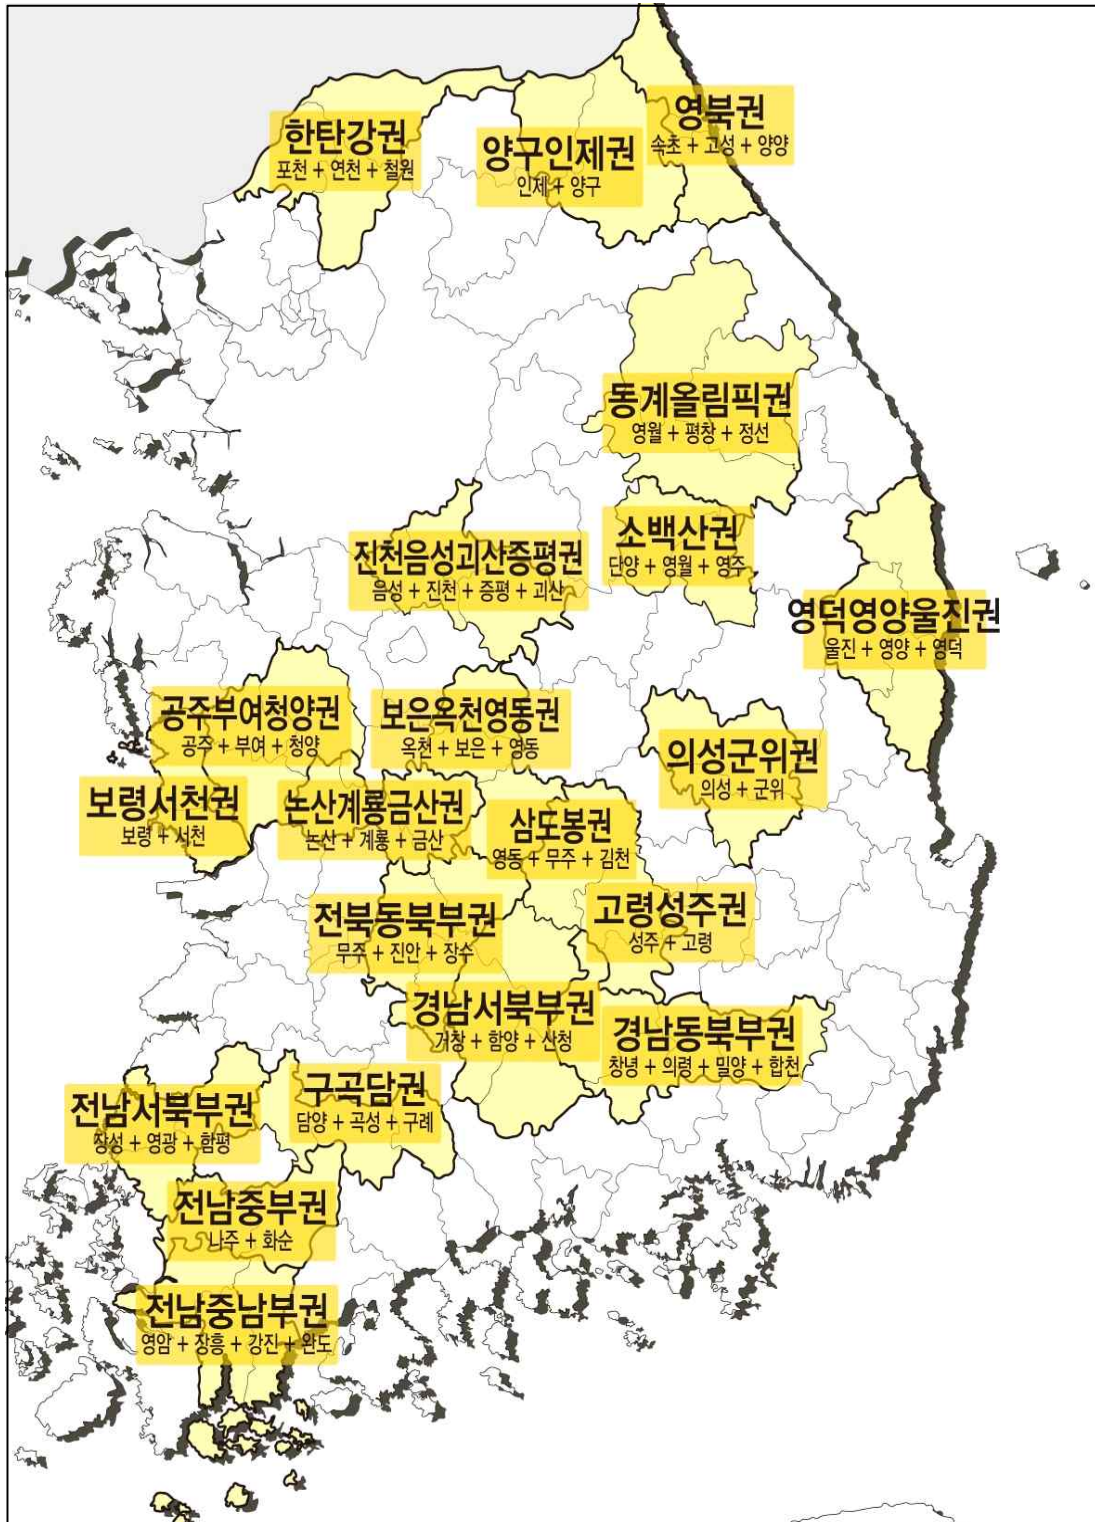 영북권
속초 + 고성 + 양양
한탄강권
포천 + 연천 + 철원
양구인제권
인제 + 양구
동계올림픽권
영월 + 평창 + 정선
소백산권
단양 + 영월 + 영주
진천음성괴산증평권
음성 + 진천 + 증평 + 괴산
영덕영양울진권
울진 + 영양 + 영덕
공주부여청양권
공주 + 부여 + 청양
보은옥천영동권
옥천 + 보은 + 영동
의성군위권
의성 + 군위
보령서천권
보령 + 서천
논산계룡금산권
논산 + 계룡 + 금산
삼도봉권
영동 + 무주 + 김천
전북동북부권
무주 + 진안 + 장수
고령성주권
성주 + 고령
경남서북부권
거창 + 함양 + 산청
경남동북부권
창녕 + 의령 + 밀양 + 합천
구곡담권
담양 + 곡성 + 구례
전남서북부권
장성 + 영광 + 함평
전남중부권
나주 + 화순
전남중남부권
영암 + 장흥 + 강진 + 완도